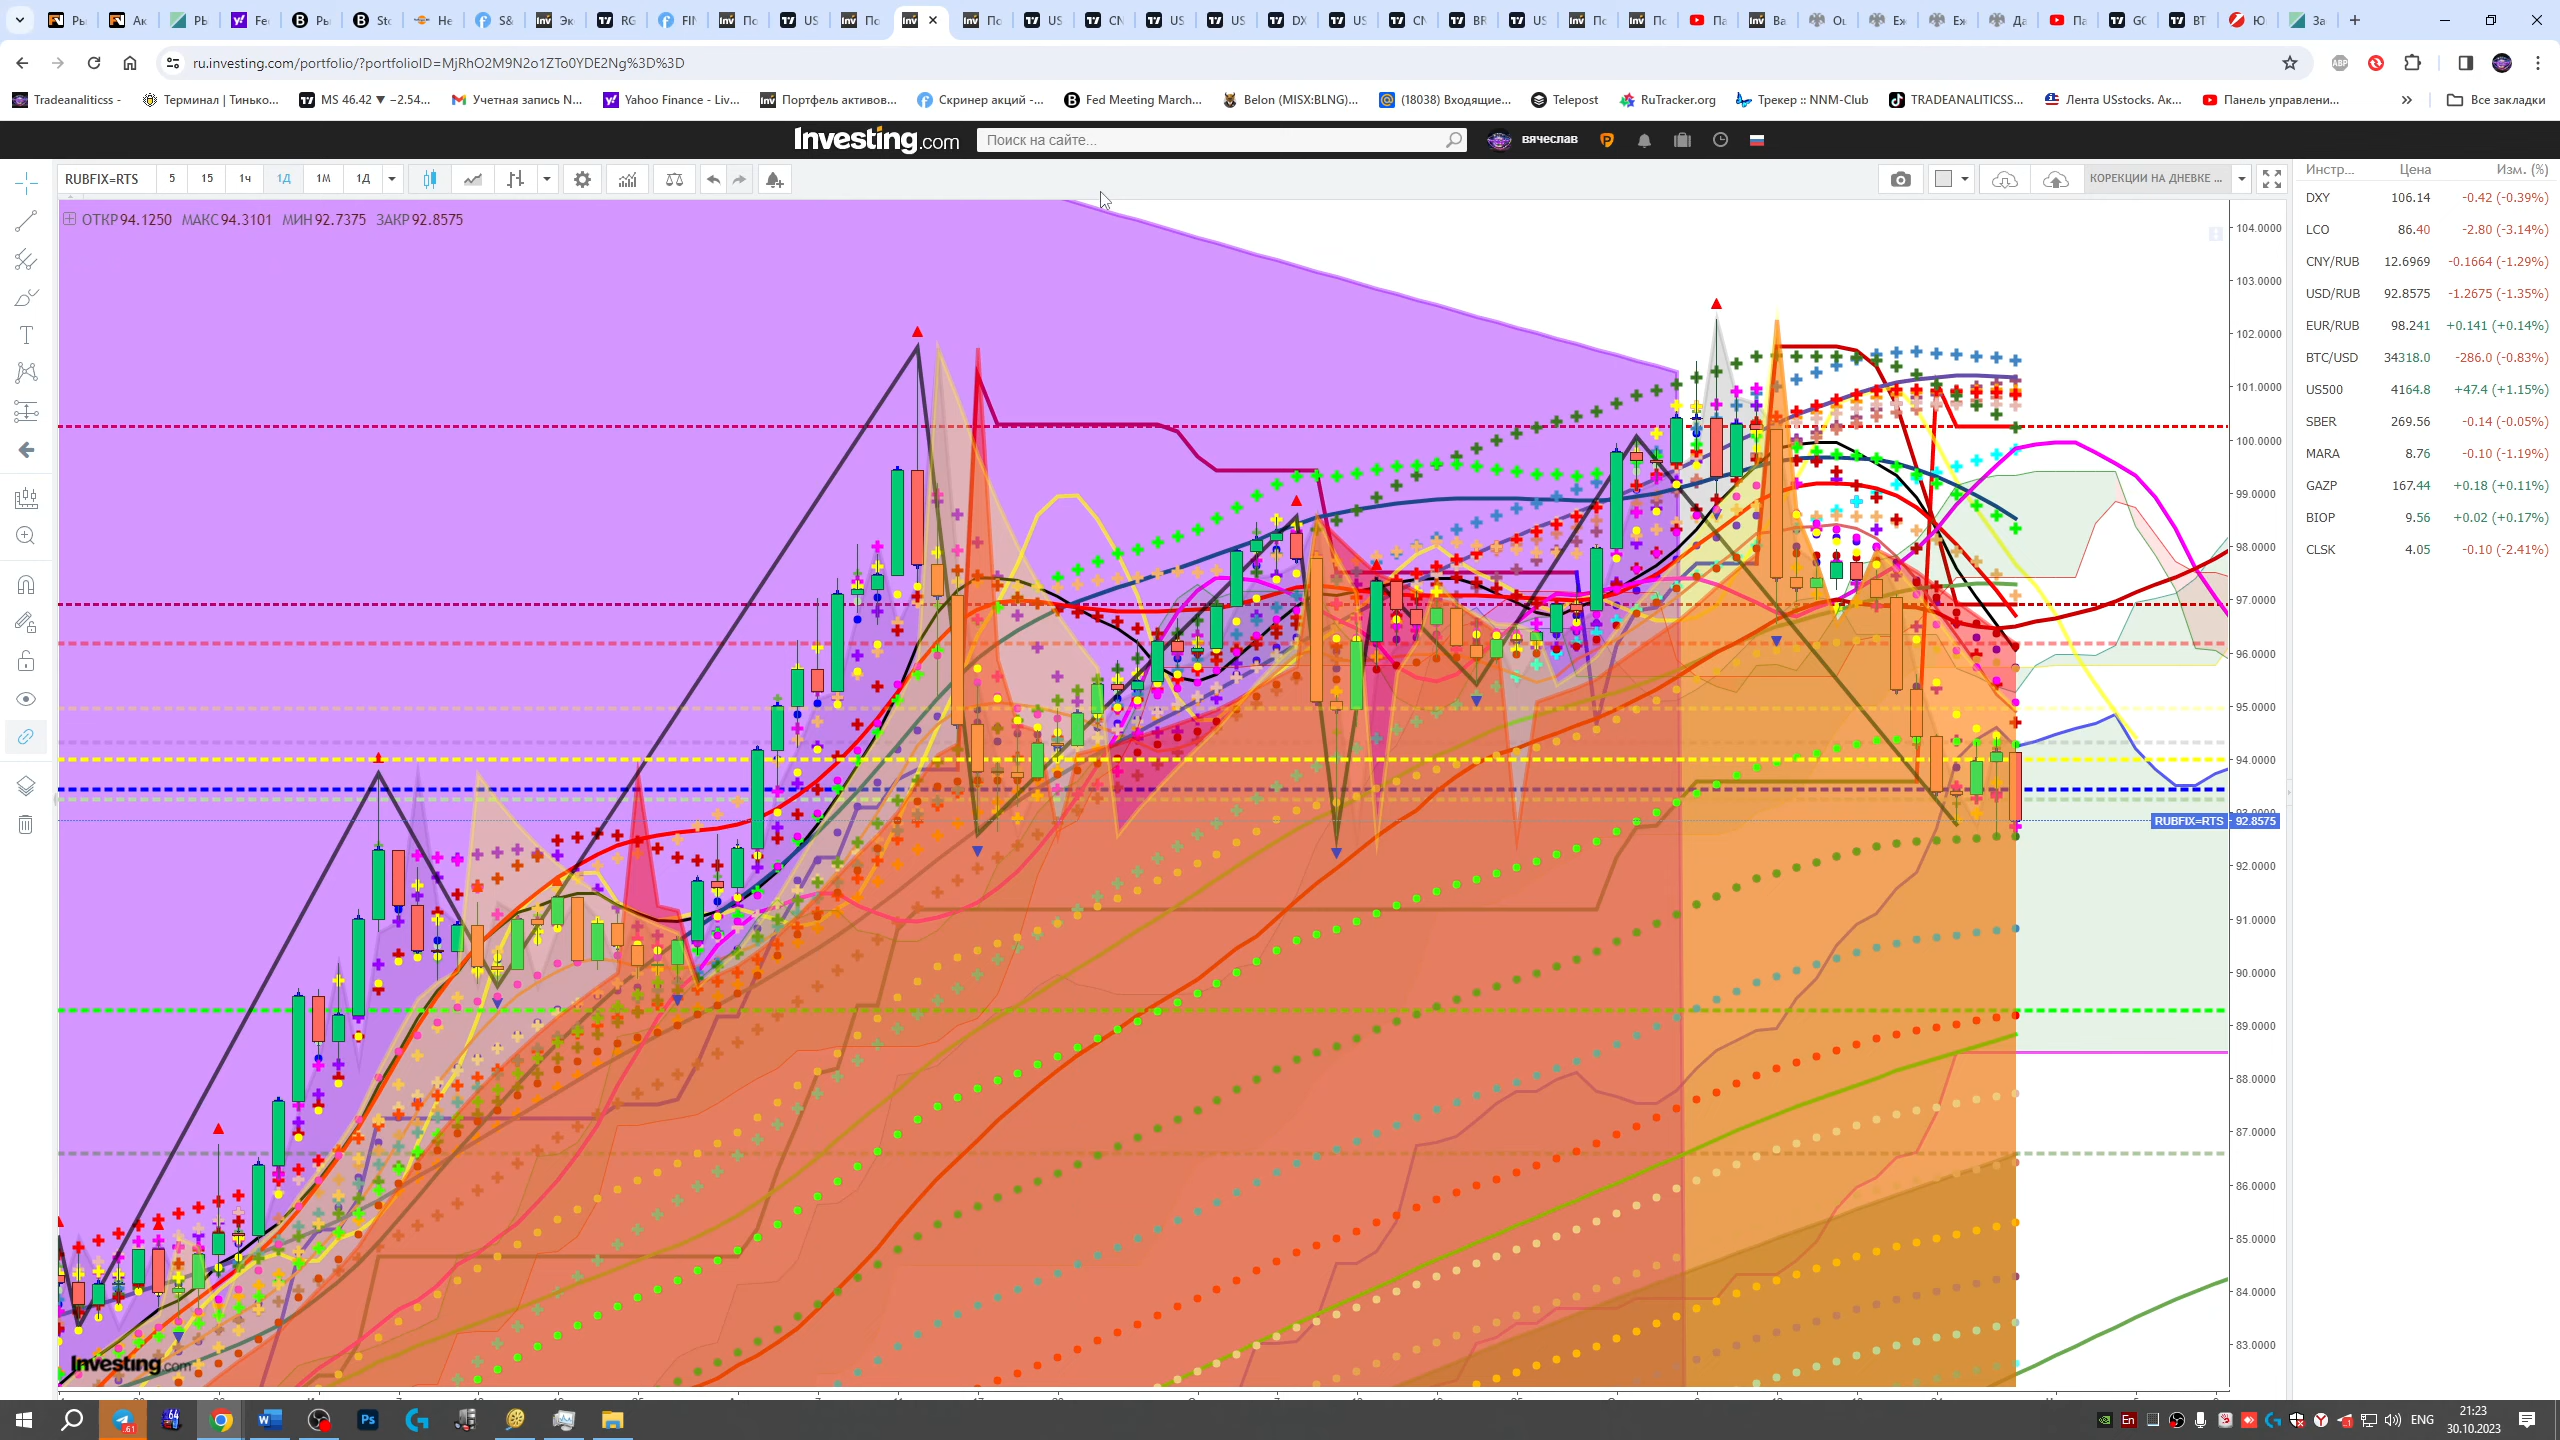 ru.investing.com/portfolio/?portfolioID=MjRhO2M9N2o1ZTo0YDE2Ng%3D%3D
Tradeanaliticss - Терминал | Тинько... MS 46.42 ▼ −2.54... Учетная запись N... Yahoo Finance - Liv... Портфель активов... Скринер акций -... Fed Meeting March... Belon (MISX:BLNG)... (18038) Входящие... Telepost RuTracker.org Трекер :: NNM-Club TRADEANALITICSS... Лента USstocks. Ак... Панель управлени... » Все закладки
Investing.com Поиск на сайте... вячеслав
RUBFIX=RTS 5 15 1ч 1Д 1М 1Д КОРЕКЦИИ НА ДНЕВКЕ ...
ОТКР 94.1250 МАКС 94.3101 МИН 92.7375 ЗАКР 92.8575
Инстр... Цена Изм. (%)
DXY 106.14 -0.42 (-0.39%)
LCO 86.40 -2.80 (-3.14%)
CNY/RUB 12.6969 -0.1664 (-1.29%)
USD/RUB 92.8575 -1.2675 (-1.35%)
EUR/RUB 98.241 +0.141 (+0.14%)
BTC/USD 34318.0 -286.0 (-0.83%)
US500 4164.8 +47.4 (+1.15%)
SBER 269.56 -0.14 (-0.05%)
MARA 8.76 -0.10 (-1.19%)
GAZP 167.44 +0.18 (+0.11%)
BIOP 9.56 +0.02 (+0.17%)
CLSK 4.05 -0.10 (-2.41%)
104.0000
103.0000
102.0000
101.0000
100.0000
99.0000
98.0000
97.0000
96.0000
95.0000
94.0000
RUBFIX=RTS 92.8575
92.0000
91.0000
90.0000
89.0000
88.0000
87.0000
86.0000
85.0000
84.0000
83.0000
Investing.com
ENG
21:23
30.10.2023